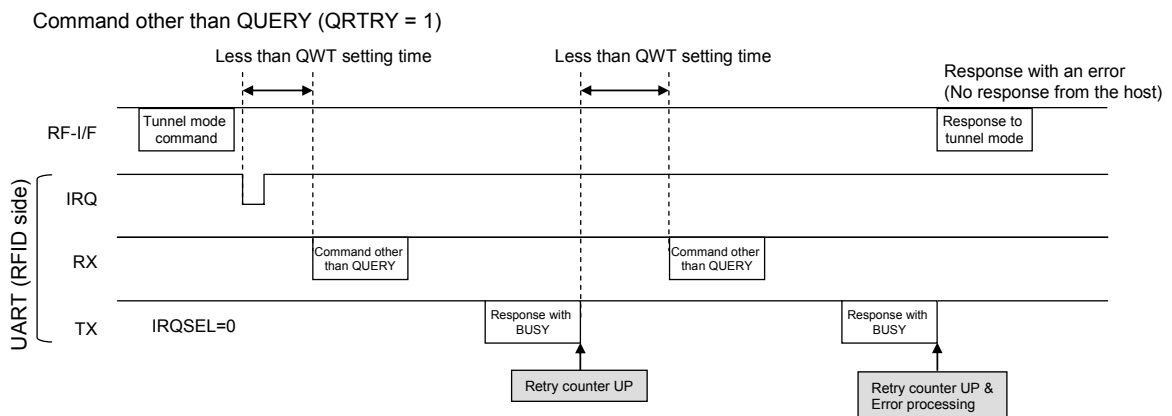 Command other than QUERY (QRTRY = 1)
Less than QWT setting time
Less than QWT setting time
Response with an error
(No response from the host)
RF-I/F
Tunnel mode
command
Response to
tunnel mode
UART (RFID side)
IRQ
RX
Command other
than QUERY
Command other
than QUERY
TX
IRQSEL=0
Response with
BUSY
Response with
BUSY
Retry counter UP
Retry counter UP &
Error processing